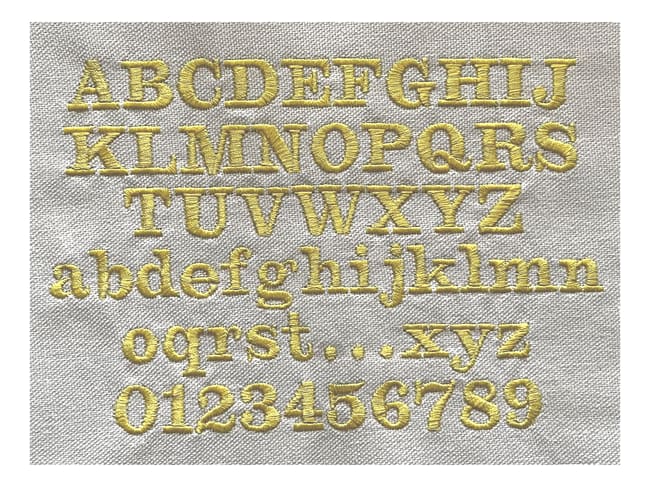 ABCDEFGHIJ
KLMNOPQRS
TUVWXYZ
abdefghijklmn
oqrst...xyz
0123456789